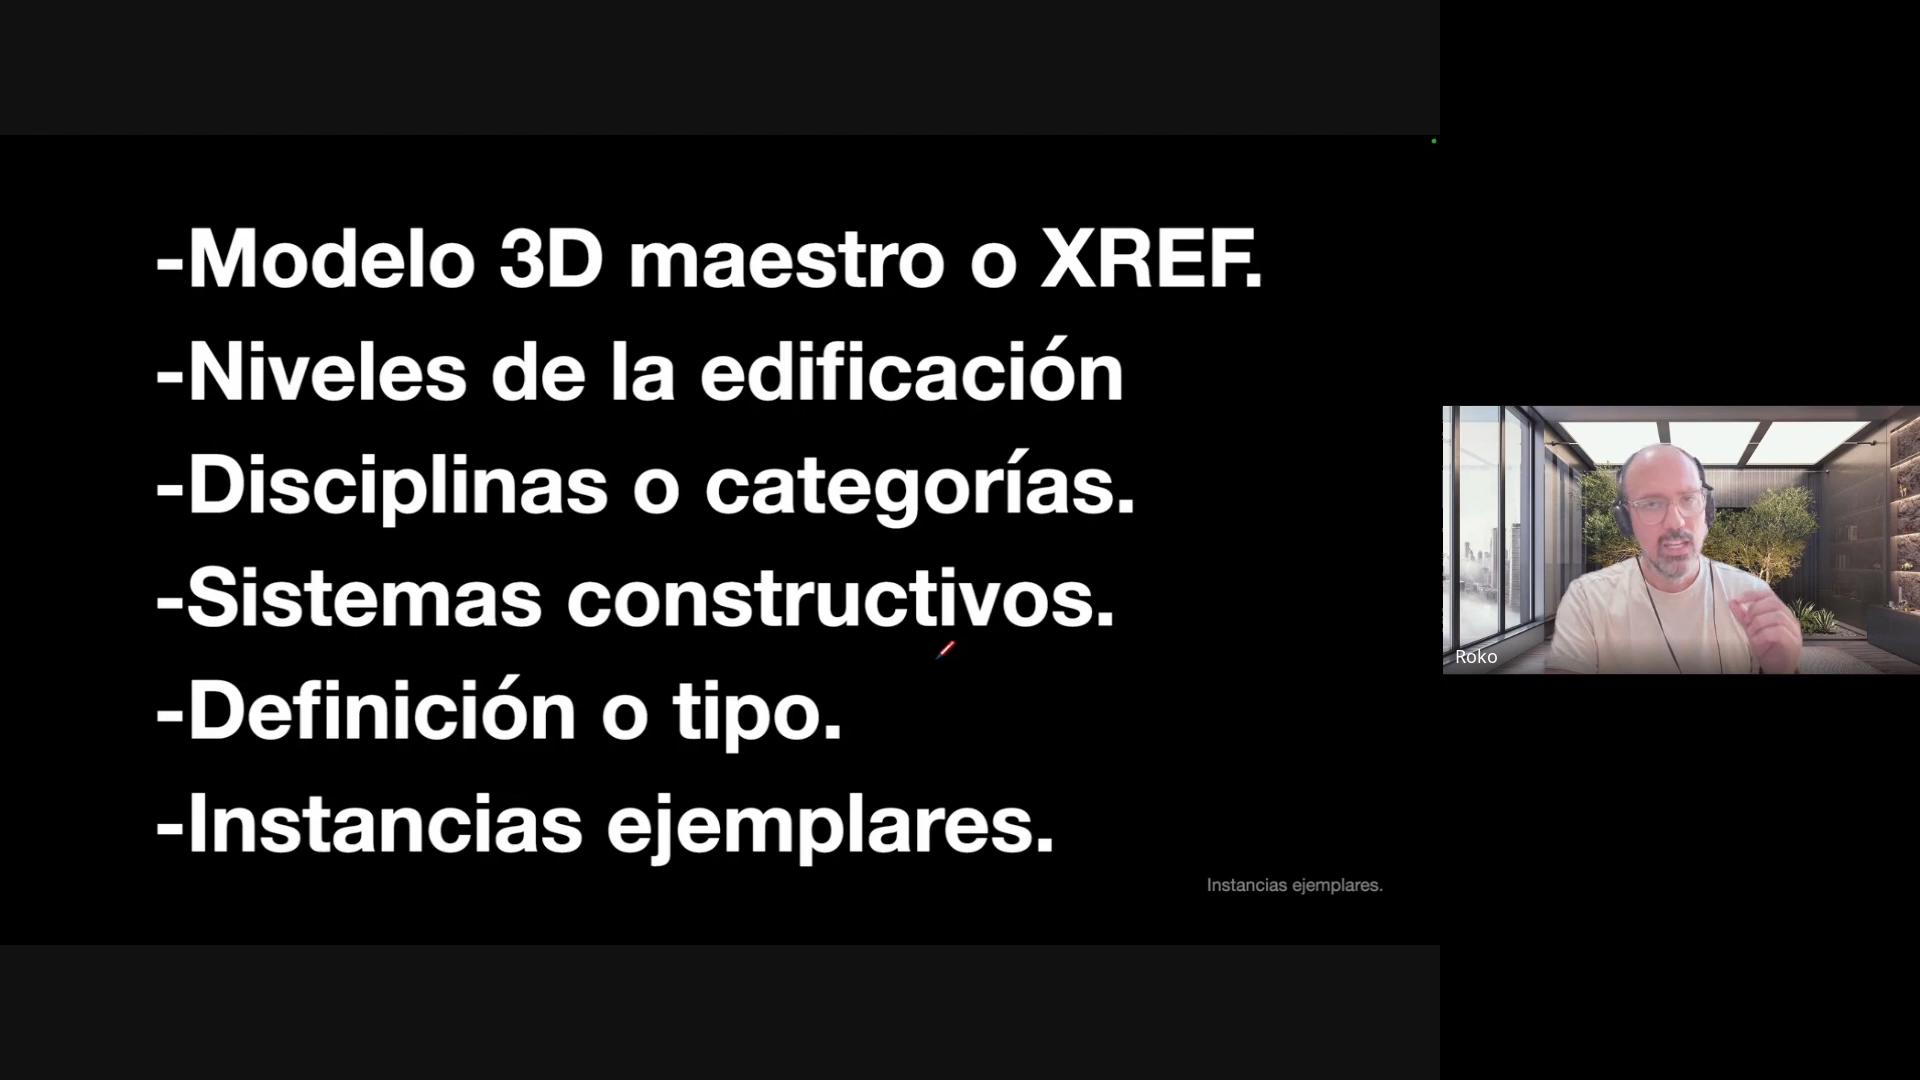 -Modelo 3D maestro o XREF.
-Niveles de la edificación
-Disciplinas o categorías.
-Sistemas constructivos.
-Definición o tipo.
-Instancias ejemplares.
Instancias ejemplares.
Roko